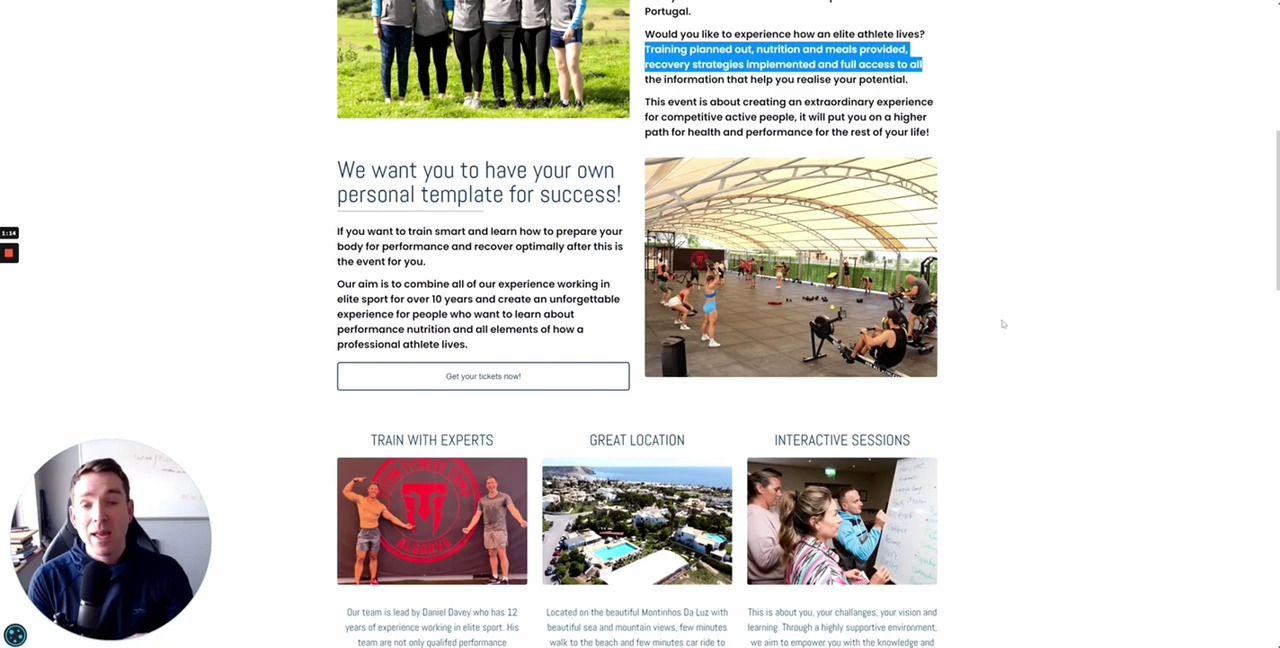 Portugal.
Would you like to experience how an elite athlete lives?
Training planned out, nutrition and meals provided,
recovery strategies implemented and full access to all
the information that help you realise your potential.
This event is about creating an extraordinary experience
for competitive active people, it will put you on a higher
path for health and performance for the rest of your life!
We want you to have your own
personal template for success!
If you want to train smart and learn how to prepare your
body for performance and recover optimally after this is
the event for you.
Our aim is to combine all of our experience working in
elite sport for over 10 years and create an unforgettable
experience for people who want to learn about
performance nutrition and all elements of how a
professional athlete lives.
Get your tickets now!
1:14
TRAIN WITH EXPERTS
GREAT LOCATION
INTERACTIVE SESSIONS
ALGARVE
Our team is lead by Daniel Davey who has 12
years of experience working in elite sport. His
team are not only qualifed performance
Located on the beautiful Montinhos Da Luz with
beautiful sea and mountain views, few minutes
walk to the beach and few minutes car ride to
This is about you, your challanges, your vision and
learning. Through a highly supportive environment,
we aim to empower you with the knowledge and